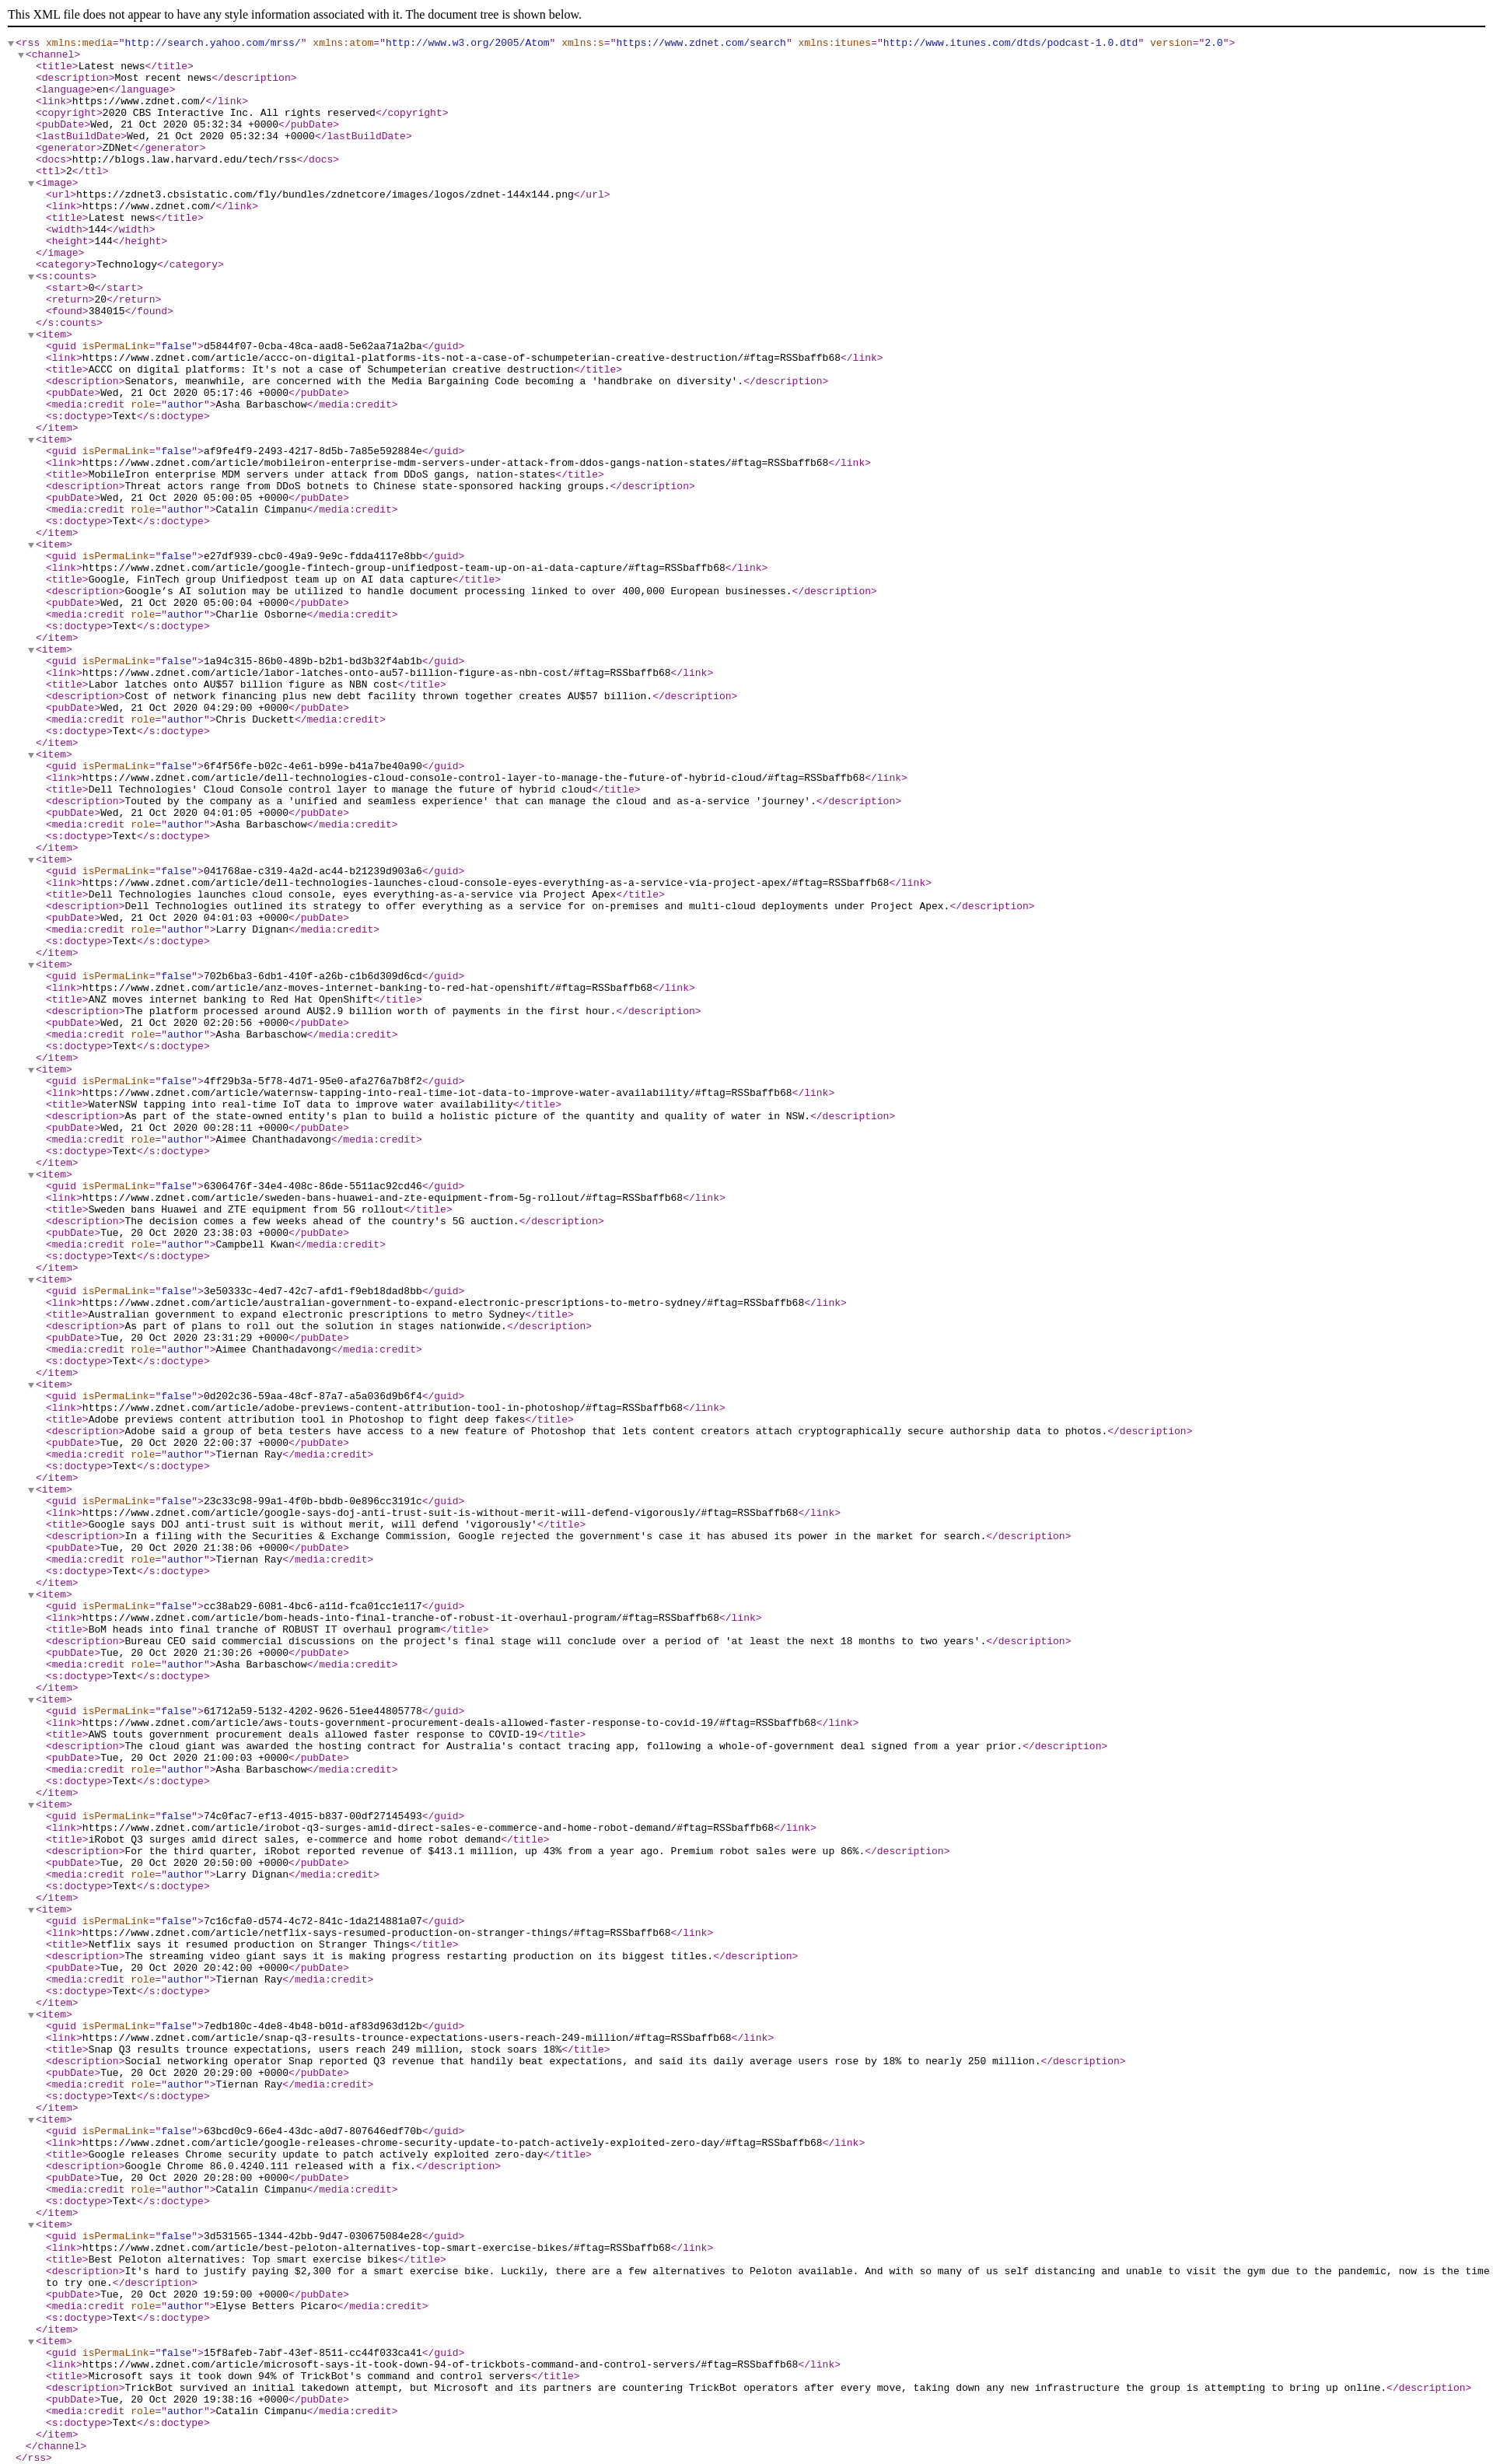 This XML file does not appear to have any style information associated with it. The document tree is shown below.
<rss xmlns:media="http://search.yahoo.com/mrss/" xmlns:atom="http://www.w3.org/2005/Atom" xmlns:s="https://www.zdnet.com/search" xmlns:itunes="http://www.itunes.com/dtds/podcast-1.0.dtd" version="2.0">
<channel>
<title>Latest news</title>
<description>Most recent news</description>
<language>en</language>
<link>https://www.zdnet.com/</link>
<copyright>2020 CBS Interactive Inc. All rights reserved</copyright>
<pubDate>Wed, 21 Oct 2020 05:32:34 +0000</pubDate>
<lastBuildDate>Wed, 21 Oct 2020 05:32:34 +0000</lastBuildDate>
<generator>ZDNet</generator>
<docs>http://blogs.law.harvard.edu/tech/rss</docs>
<ttl>2</ttl>
<image>
<url>https://zdnet3.cbsistatic.com/fly/bundles/zdnetcore/images/logos/zdnet-144x144.png</url>
<link>https://www.zdnet.com/</link>
<title>Latest news</title>
<width>144</width>
<height>144</height>
</image>
<category>Technology</category>
<s:counts>
<start>0</start>
<return>20</return>
<found>384015</found>
</s:counts>
<item>
<guid isPermaLink="false">d5844f07-0cba-48ca-aad8-5e62aa71a2ba</guid>
<link>https://www.zdnet.com/article/accc-on-digital-platforms-its-not-a-case-of-schumpeterian-creative-destruction/#ftag=RSSbaffb68</link>
<title>ACCC on digital platforms: It's not a case of Schumpeterian creative destruction</title>
<description>Senators, meanwhile, are concerned with the Media Bargaining Code becoming a 'handbrake on diversity'.</description>
<pubDate>Wed, 21 Oct 2020 05:17:46 +0000</pubDate>
<media:credit role="author">Asha Barbaschow</media:credit>
<s:doctype>Text</s:doctype>
</item>
<item>
<guid isPermaLink="false">af9fe4f9-2493-4217-8d5b-7a85e592884e</guid>
<link>https://www.zdnet.com/article/mobileiron-enterprise-mdm-servers-under-attack-from-ddos-gangs-nation-states/#ftag=RSSbaffb68</link>
<title>MobileIron enterprise MDM servers under attack from DDoS gangs, nation-states</title>
<description>Threat actors range from DDoS botnets to Chinese state-sponsored hacking groups.</description>
<pubDate>Wed, 21 Oct 2020 05:00:05 +0000</pubDate>
<media:credit role="author">Catalin Cimpanu</media:credit>
<s:doctype>Text</s:doctype>
</item>
<item>
<guid isPermaLink="false">e27df939-cbc0-49a9-9e9c-fdda4117e8bb</guid>
<link>https://www.zdnet.com/article/google-fintech-group-unifiedpost-team-up-on-ai-data-capture/#ftag=RSSbaffb68</link>
<title>Google, FinTech group Unifiedpost team up on AI data capture</title>
<description>Google’s AI solution may be utilized to handle document processing linked to over 400,000 European businesses.</description>
<pubDate>Wed, 21 Oct 2020 05:00:04 +0000</pubDate>
<media:credit role="author">Charlie Osborne</media:credit>
<s:doctype>Text</s:doctype>
</item>
<item>
<guid isPermaLink="false">1a94c315-86b0-489b-b2b1-bd3b32f4ab1b</guid>
<link>https://www.zdnet.com/article/labor-latches-onto-au57-billion-figure-as-nbn-cost/#ftag=RSSbaffb68</link>
<title>Labor latches onto AU$57 billion figure as NBN cost</title>
<description>Cost of network financing plus new debt facility thrown together creates AU$57 billion.</description>
<pubDate>Wed, 21 Oct 2020 04:29:00 +0000</pubDate>
<media:credit role="author">Chris Duckett</media:credit>
<s:doctype>Text</s:doctype>
</item>
<item>
<guid isPermaLink="false">6f4f56fe-b02c-4e61-b99e-b41a7be40a90</guid>
<link>https://www.zdnet.com/article/dell-technologies-cloud-console-control-layer-to-manage-the-future-of-hybrid-cloud/#ftag=RSSbaffb68</link>
<title>Dell Technologies' Cloud Console control layer to manage the future of hybrid cloud</title>
<description>Touted by the company as a 'unified and seamless experience' that can manage the cloud and as-a-service 'journey'.</description>
<pubDate>Wed, 21 Oct 2020 04:01:05 +0000</pubDate>
<media:credit role="author">Asha Barbaschow</media:credit>
<s:doctype>Text</s:doctype>
</item>
<item>
<guid isPermaLink="false">041768ae-c319-4a2d-ac44-b21239d903a6</guid>
<link>https://www.zdnet.com/article/dell-technologies-launches-cloud-console-eyes-everything-as-a-service-via-project-apex/#ftag=RSSbaffb68</link>
<title>Dell Technologies launches cloud console, eyes everything-as-a-service via Project Apex</title>
<description>Dell Technologies outlined its strategy to offer everything as a service for on-premises and multi-cloud deployments under Project Apex.</description>
<pubDate>Wed, 21 Oct 2020 04:01:03 +0000</pubDate>
<media:credit role="author">Larry Dignan</media:credit>
<s:doctype>Text</s:doctype>
</item>
<item>
<guid isPermaLink="false">702b6ba3-6db1-410f-a26b-c1b6d309d6cd</guid>
<link>https://www.zdnet.com/article/anz-moves-internet-banking-to-red-hat-openshift/#ftag=RSSbaffb68</link>
<title>ANZ moves internet banking to Red Hat OpenShift</title>
<description>The platform processed around AU$2.9 billion worth of payments in the first hour.</description>
<pubDate>Wed, 21 Oct 2020 02:20:56 +0000</pubDate>
<media:credit role="author">Asha Barbaschow</media:credit>
<s:doctype>Text</s:doctype>
</item>
<item>
<guid isPermaLink="false">4ff29b3a-5f78-4d71-95e0-afa276a7b8f2</guid>
<link>https://www.zdnet.com/article/waternsw-tapping-into-real-time-iot-data-to-improve-water-availability/#ftag=RSSbaffb68</link>
<title>WaterNSW tapping into real-time IoT data to improve water availability</title>
<description>As part of the state-owned entity's plan to build a holistic picture of the quantity and quality of water in NSW.</description>
<pubDate>Wed, 21 Oct 2020 00:28:11 +0000</pubDate>
<media:credit role="author">Aimee Chanthadavong</media:credit>
<s:doctype>Text</s:doctype>
</item>
<item>
<guid isPermaLink="false">6306476f-34e4-408c-86de-5511ac92cd46</guid>
<link>https://www.zdnet.com/article/sweden-bans-huawei-and-zte-equipment-from-5g-rollout/#ftag=RSSbaffb68</link>
<title>Sweden bans Huawei and ZTE equipment from 5G rollout</title>
<description>The decision comes a few weeks ahead of the country's 5G auction.</description>
<pubDate>Tue, 20 Oct 2020 23:38:03 +0000</pubDate>
<media:credit role="author">Campbell Kwan</media:credit>
<s:doctype>Text</s:doctype>
</item>
<item>
<guid isPermaLink="false">3e50333c-4ed7-42c7-afd1-f9eb18dad8bb</guid>
<link>https://www.zdnet.com/article/australian-government-to-expand-electronic-prescriptions-to-metro-sydney/#ftag=RSSbaffb68</link>
<title>Australian government to expand electronic prescriptions to metro Sydney</title>
<description>As part of plans to roll out the solution in stages nationwide.</description>
<pubDate>Tue, 20 Oct 2020 23:31:29 +0000</pubDate>
<media:credit role="author">Aimee Chanthadavong</media:credit>
<s:doctype>Text</s:doctype>
</item>
<item>
<guid isPermaLink="false">0d202c36-59aa-48cf-87a7-a5a036d9b6f4</guid>
<link>https://www.zdnet.com/article/adobe-previews-content-attribution-tool-in-photoshop/#ftag=RSSbaffb68</link>
<title>Adobe previews content attribution tool in Photoshop to fight deep fakes</title>
<description>Adobe said a group of beta testers have access to a new feature of Photoshop that lets content creators attach cryptographically secure authorship data to photos.</description>
<pubDate>Tue, 20 Oct 2020 22:00:37 +0000</pubDate>
<media:credit role="author">Tiernan Ray</media:credit>
<s:doctype>Text</s:doctype>
</item>
<item>
<guid isPermaLink="false">23c33c98-99a1-4f0b-bbdb-0e896cc3191c</guid>
<link>https://www.zdnet.com/article/google-says-doj-anti-trust-suit-is-without-merit-will-defend-vigorously/#ftag=RSSbaffb68</link>
<title>Google says DOJ anti-trust suit is without merit, will defend 'vigorously'</title>
<description>In a filing with the Securities & Exchange Commission, Google rejected the government's case it has abused its power in the market for search.</description>
<pubDate>Tue, 20 Oct 2020 21:38:06 +0000</pubDate>
<media:credit role="author">Tiernan Ray</media:credit>
<s:doctype>Text</s:doctype>
</item>
<item>
<guid isPermaLink="false">cc38ab29-6081-4bc6-a11d-fca01cc1e117</guid>
<link>https://www.zdnet.com/article/bom-heads-into-final-tranche-of-robust-it-overhaul-program/#ftag=RSSbaffb68</link>
<title>BoM heads into final tranche of ROBUST IT overhaul program</title>
<description>Bureau CEO said commercial discussions on the project's final stage will conclude over a period of 'at least the next 18 months to two years'.</description>
<pubDate>Tue, 20 Oct 2020 21:30:26 +0000</pubDate>
<media:credit role="author">Asha Barbaschow</media:credit>
<s:doctype>Text</s:doctype>
</item>
<item>
<guid isPermaLink="false">61712a59-5132-4202-9626-51ee44805778</guid>
<link>https://www.zdnet.com/article/aws-touts-government-procurement-deals-allowed-faster-response-to-covid-19/#ftag=RSSbaffb68</link>
<title>AWS touts government procurement deals allowed faster response to COVID-19</title>
<description>The cloud giant was awarded the hosting contract for Australia's contact tracing app, following a whole-of-government deal signed from a year prior.</description>
<pubDate>Tue, 20 Oct 2020 21:00:03 +0000</pubDate>
<media:credit role="author">Asha Barbaschow</media:credit>
<s:doctype>Text</s:doctype>
</item>
<item>
<guid isPermaLink="false">74c0fac7-ef13-4015-b837-00df27145493</guid>
<link>https://www.zdnet.com/article/irobot-q3-surges-amid-direct-sales-e-commerce-and-home-robot-demand/#ftag=RSSbaffb68</link>
<title>iRobot Q3 surges amid direct sales, e-commerce and home robot demand</title>
<description>For the third quarter, iRobot reported revenue of $413.1 million, up 43% from a year ago. Premium robot sales were up 86%.</description>
<pubDate>Tue, 20 Oct 2020 20:50:00 +0000</pubDate>
<media:credit role="author">Larry Dignan</media:credit>
<s:doctype>Text</s:doctype>
</item>
<item>
<guid isPermaLink="false">7c16cfa0-d574-4c72-841c-1da214881a07</guid>
<link>https://www.zdnet.com/article/netflix-says-resumed-production-on-stranger-things/#ftag=RSSbaffb68</link>
<title>Netflix says it resumed production on Stranger Things</title>
<description>The streaming video giant says it is making progress restarting production on its biggest titles.</description>
<pubDate>Tue, 20 Oct 2020 20:42:00 +0000</pubDate>
<media:credit role="author">Tiernan Ray</media:credit>
<s:doctype>Text</s:doctype>
</item>
<item>
<guid isPermaLink="false">7edb180c-4de8-4b48-b01d-af83d963d12b</guid>
<link>https://www.zdnet.com/article/snap-q3-results-trounce-expectations-users-reach-249-million/#ftag=RSSbaffb68</link>
<title>Snap Q3 results trounce expectations, users reach 249 million, stock soars 18%</title>
<description>Social networking operator Snap reported Q3 revenue that handily beat expectations, and said its daily average users rose by 18% to nearly 250 million.</description>
<pubDate>Tue, 20 Oct 2020 20:29:00 +0000</pubDate>
<media:credit role="author">Tiernan Ray</media:credit>
<s:doctype>Text</s:doctype>
</item>
<item>
<guid isPermaLink="false">63bcd0c9-66e4-43dc-a0d7-807646edf70b</guid>
<link>https://www.zdnet.com/article/google-releases-chrome-security-update-to-patch-actively-exploited-zero-day/#ftag=RSSbaffb68</link>
<title>Google releases Chrome security update to patch actively exploited zero-day</title>
<description>Google Chrome 86.0.4240.111 released with a fix.</description>
<pubDate>Tue, 20 Oct 2020 20:28:00 +0000</pubDate>
<media:credit role="author">Catalin Cimpanu</media:credit>
<s:doctype>Text</s:doctype>
</item>
<item>
<guid isPermaLink="false">3d531565-1344-42bb-9d47-030675084e28</guid>
<link>https://www.zdnet.com/article/best-peloton-alternatives-top-smart-exercise-bikes/#ftag=RSSbaffb68</link>
<title>Best Peloton alternatives: Top smart exercise bikes</title>
<description>It's hard to justify paying $2,300 for a smart exercise bike. Luckily, there are a few alternatives to Peloton available. And with so many of us self distancing and unable to visit the gym due to the pandemic, now is the time
to try one.</description>
<pubDate>Tue, 20 Oct 2020 19:59:00 +0000</pubDate>
<media:credit role="author">Elyse Betters Picaro</media:credit>
<s:doctype>Text</s:doctype>
</item>
<item>
<guid isPermaLink="false">15f8afeb-7abf-43ef-8511-cc44f033ca41</guid>
<link>https://www.zdnet.com/article/microsoft-says-it-took-down-94-of-trickbots-command-and-control-servers/#ftag=RSSbaffb68</link>
<title>Microsoft says it took down 94% of TrickBot's command and control servers</title>
<description>TrickBot survived an initial takedown attempt, but Microsoft and its partners are countering TrickBot operators after every move, taking down any new infrastructure the group is attempting to bring up online.</description>
<pubDate>Tue, 20 Oct 2020 19:38:16 +0000</pubDate>
<media:credit role="author">Catalin Cimpanu</media:credit>
<s:doctype>Text</s:doctype>
</item>
</channel>
</rss>